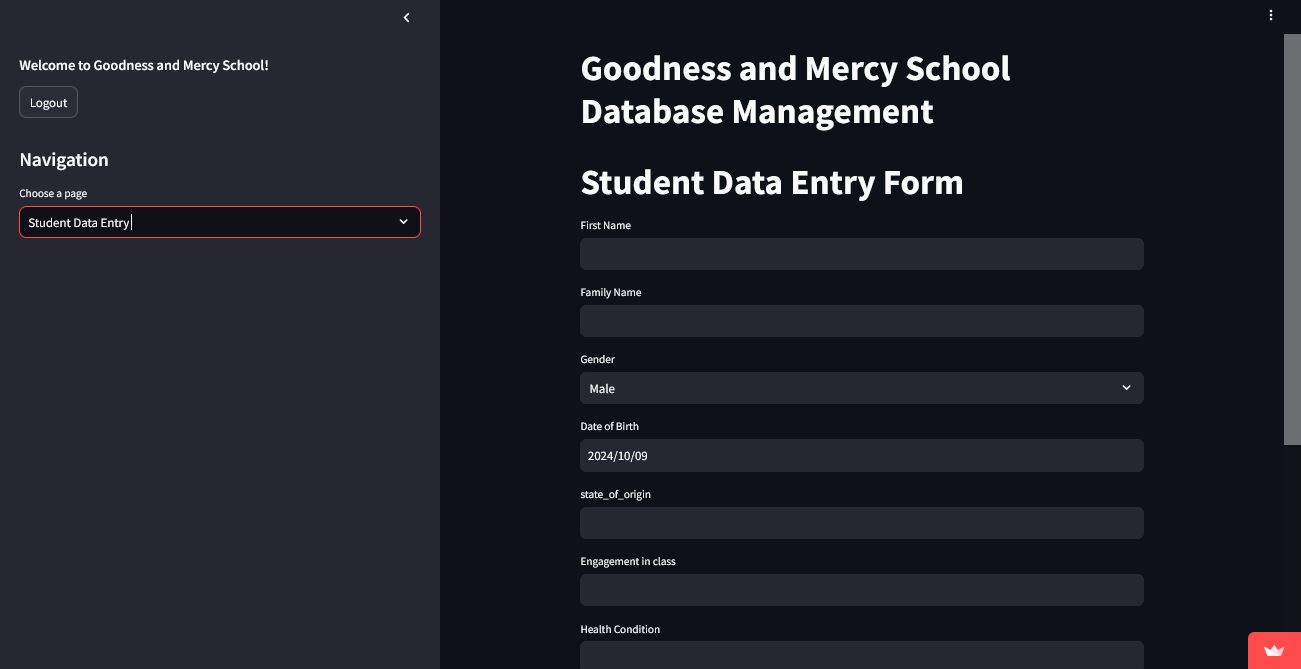 Welcome to Goodness and Mercy School!
Logout
Navigation
Choose a page
Student Data Entry
Goodness and Mercy School
Database Management
Student Data Entry Form
First Name
Family Name
Gender
Male
Date of Birth
2024/10/09
state_of_origin
Engagement in class
Health Condition